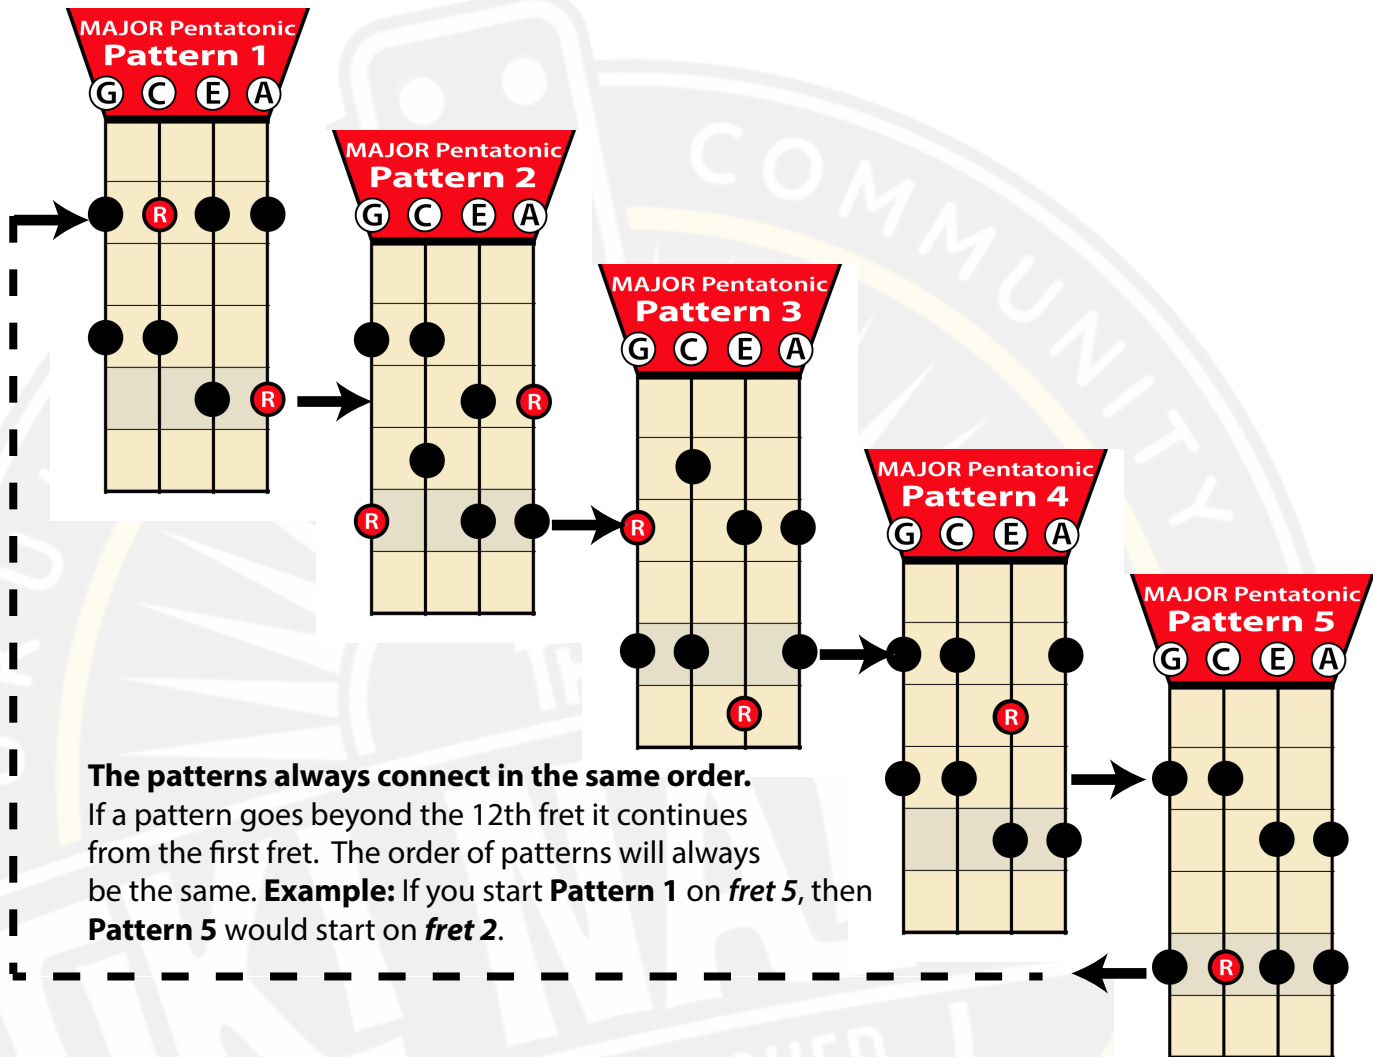 MAJOR Pentatonic
Pattern 1
G C E A
R
R
MAJOR Pentatonic
Pattern 2
G C E A
R
R
MAJOR Pentatonic
Pattern 3
G C E A
R
R
MAJOR Pentatonic
Pattern 4
G C E A
R
MAJOR Pentatonic
Pattern 5
G C E A
R
The patterns always connect in the same order.
If a pattern goes beyond the 12th fret it continues
from the first fret. The order of patterns will always
be the same. Example: If you start Pattern 1 on fret 5, then
Pattern 5 would start on fret 2.
COMMUNITY